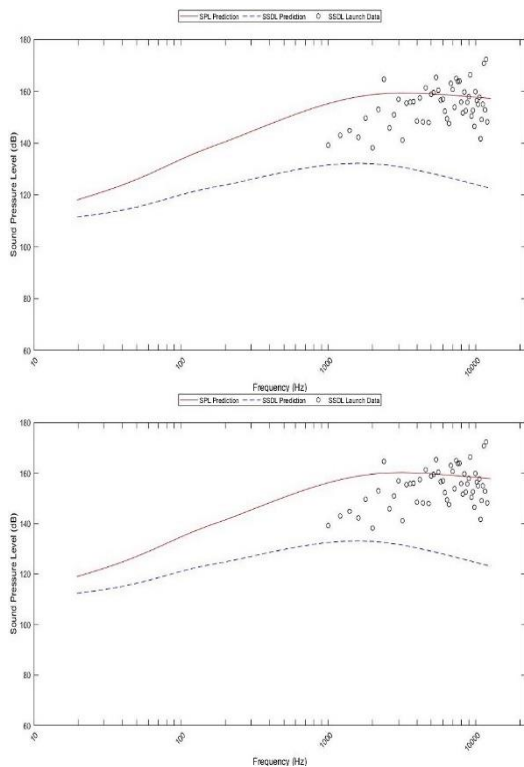 SPL Prediction SSDL Prediction SSDL Launch Data
180
160
140
120
100
80
60
Sound Pressure Level (dB)
10 100 1000 10000
Frequency (Hz)
SPL Prediction SSDL Prediction SSDL Launch Data
180
160
140
120
100
80
60
Sound Pressure Level (dB)
10 100 1000 10000
Frequency (Hz)